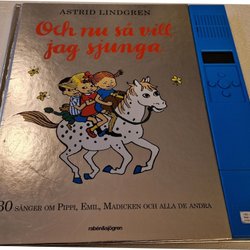 ASTRID LINDGREN
Och nu så vill
jag sjunga
30 SÅNGER OM PIPPI, EMIL, MADICKEN OCH ALLA DE ANDRA
rabén&sjögren